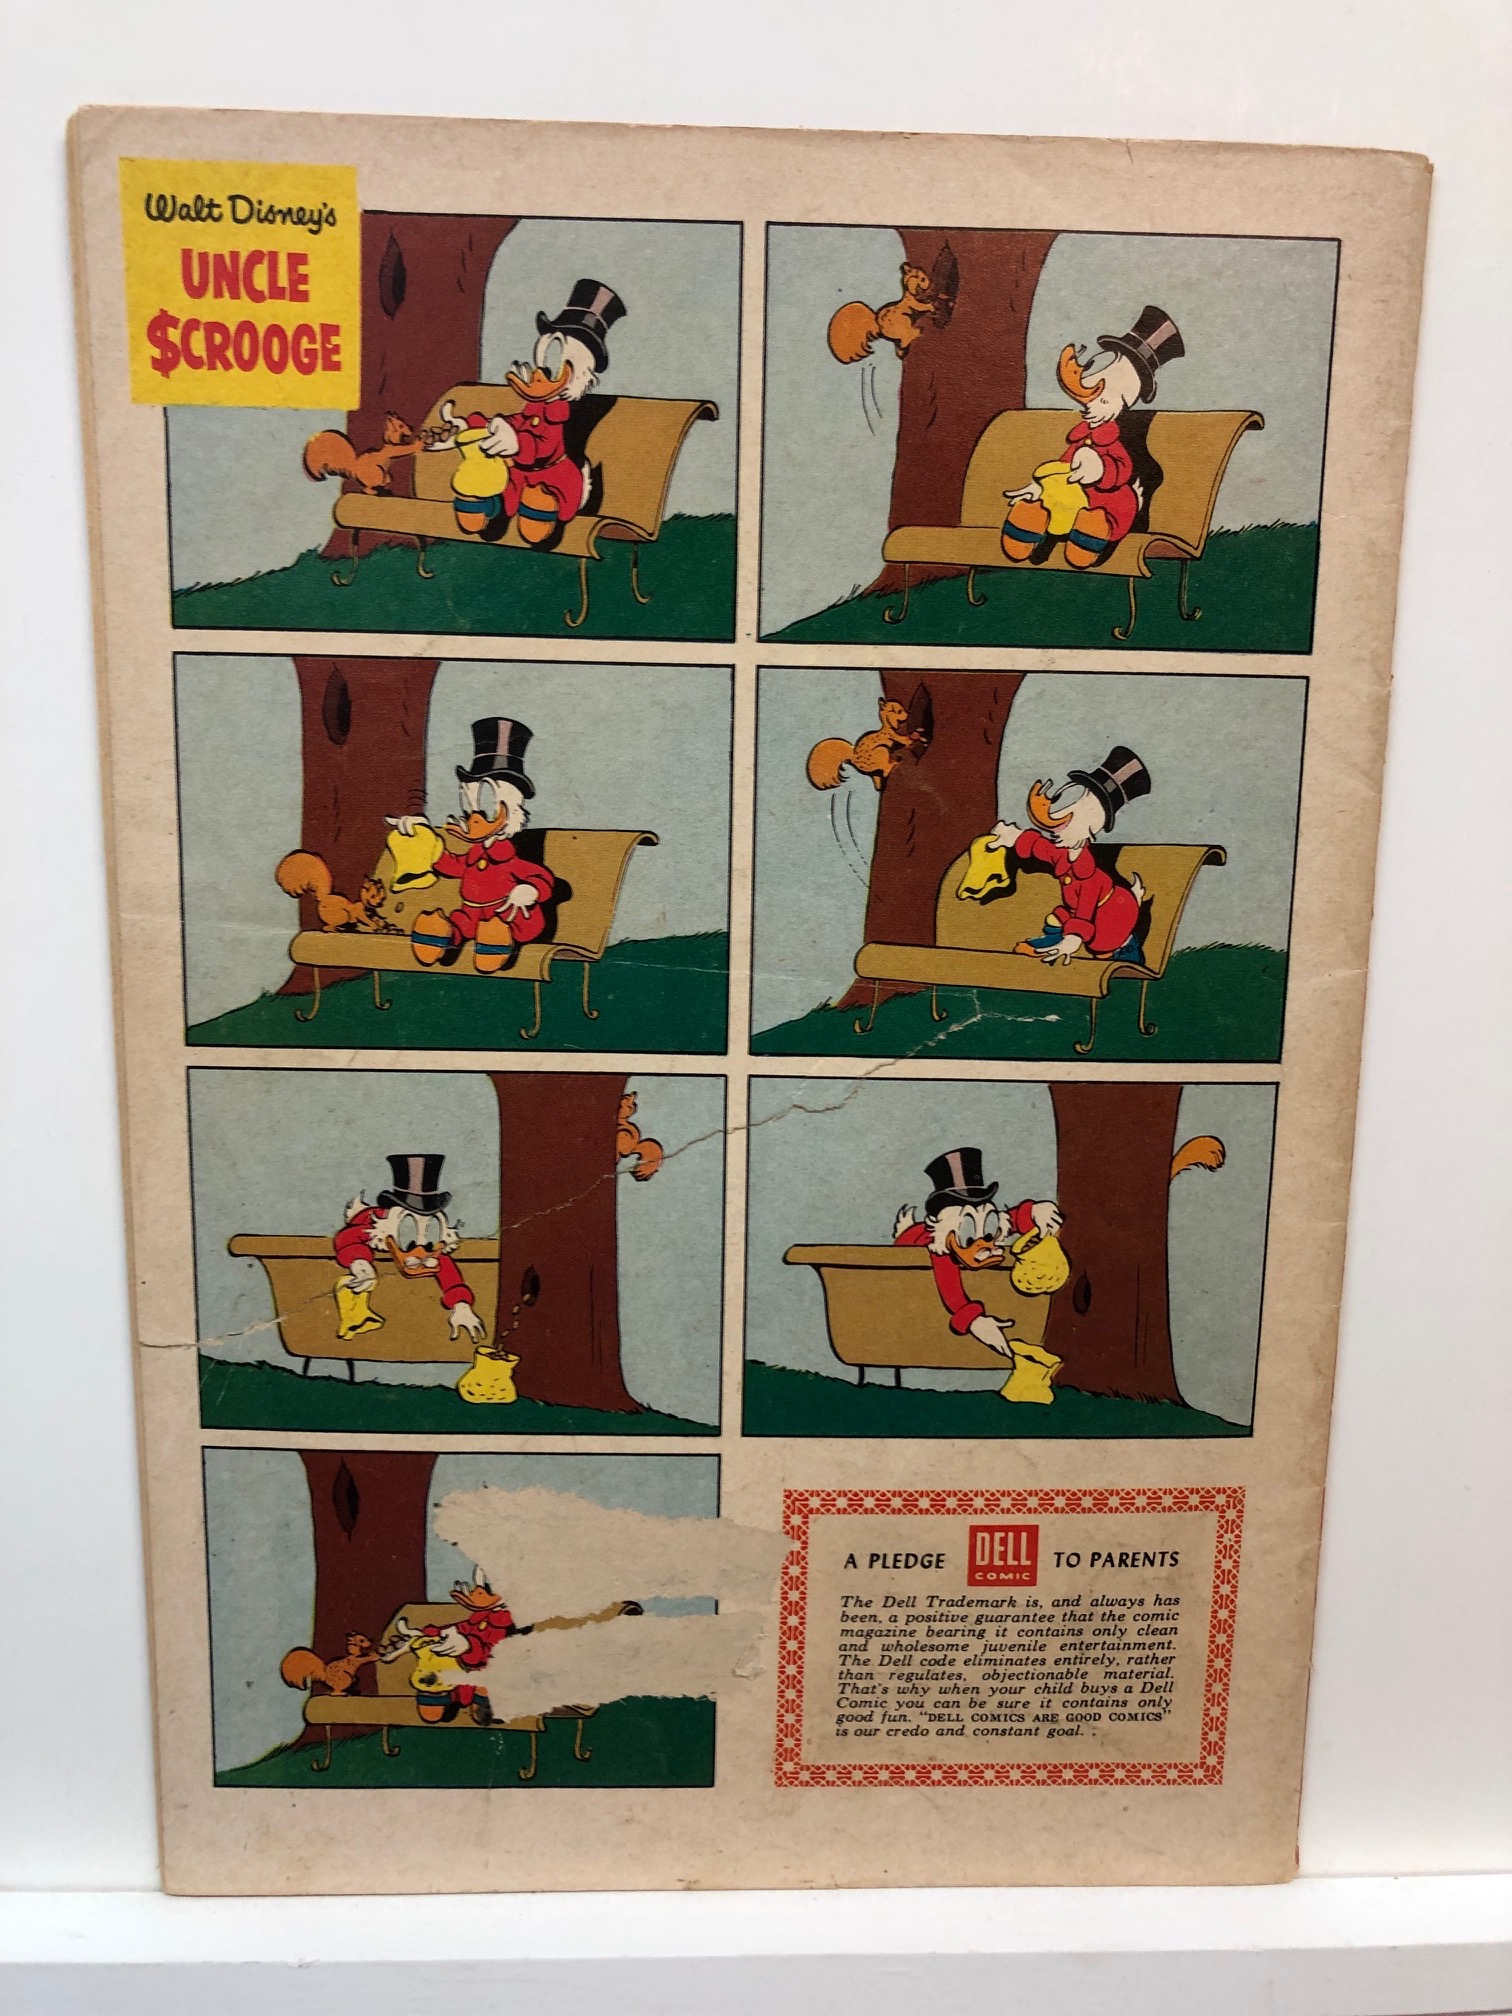 Walt Disney's
UNCLE
$CROOGE
A PLEDGE DELL COMIC TO PARENTS
The Dell Trademark is, and always has
been, a positive guarantee that the comic
magazine bearing it contains only clean
and wholesome juvenile entertainment.
The Dell code eliminates entirely, rather
than regulates, objectionable material.
That's why when your child buys a Dell
Comic you can be sure it contains only
good fun. "DELL COMICS ARE GOOD COMICS"
is our credo and constant goal.